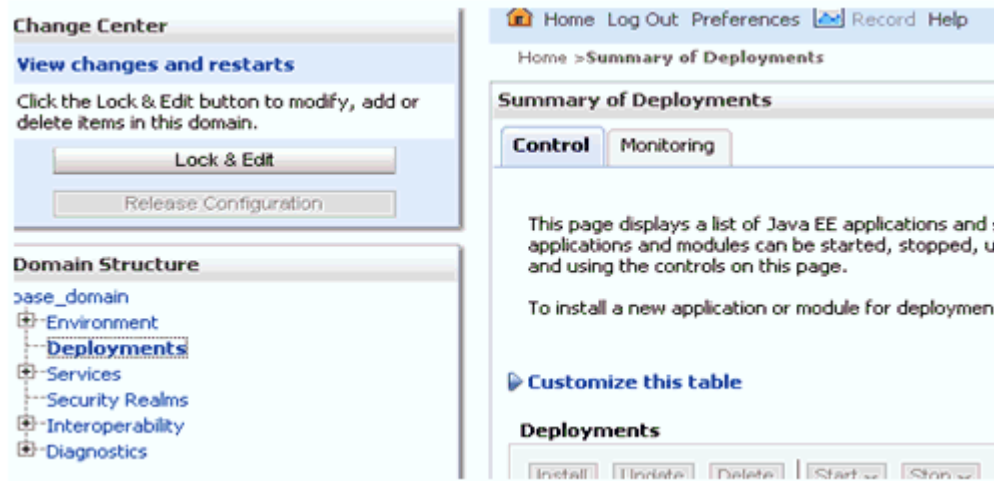 Change Center
View changes and restarts
Click the Lock & Edit button to modify, add or
delete items in this domain.
Lock & Edit
Release Configuration
Domain Structure
base_domain
Environment
Deployments
Services
Security Realms
Interoperability
Diagnostics
Home Log Out Preferences Record Help
Home >Summary of Deployments
Summary of Deployments
Control Monitoring
This page displays a list of Java EE applications and
applications and modules can be started, stopped, u
and using the controls on this page.
To install a new application or module for deploymen
Customize this table
Deployments
Install Update Delete Start Stop